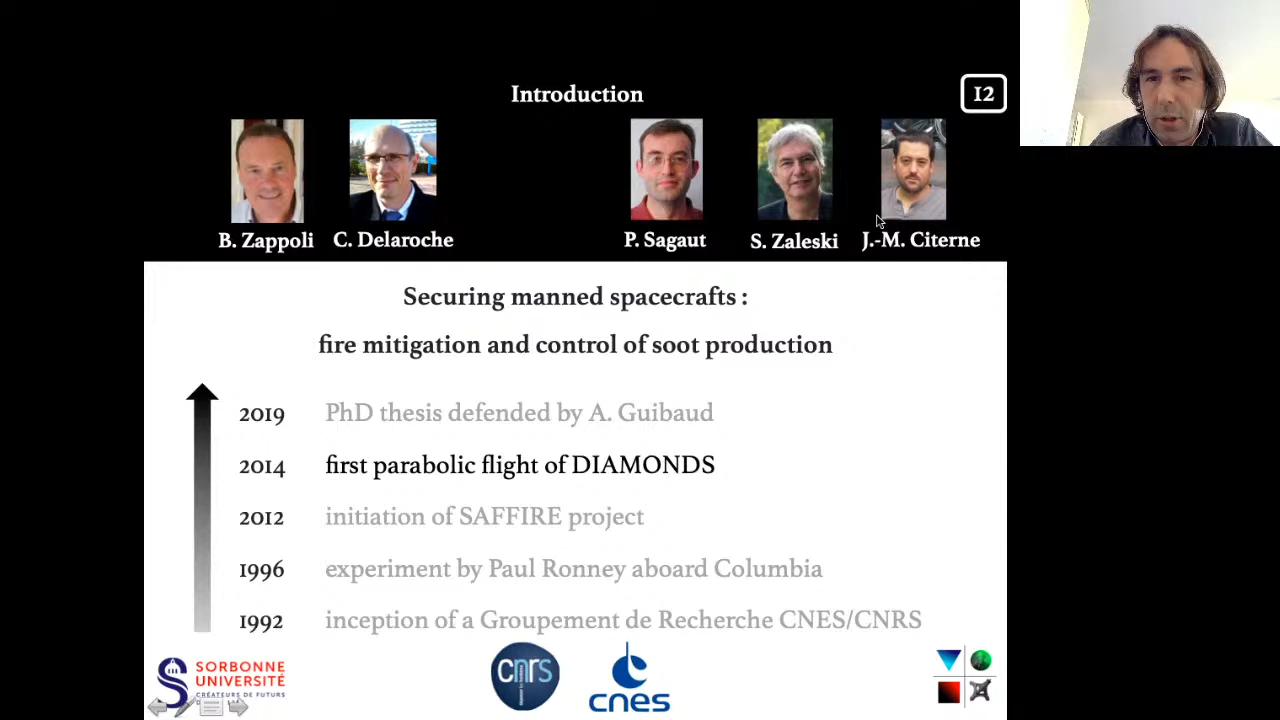 Introduction
12
B. Zappoli
C. Delaroche
P. Sagaut
S. Zaleski
J.-M. Citerne
Securing manned spacecrafts :
fire mitigation and control of soot production
2019 PhD thesis defended by A. Guibaud
2014 first parabolic flight of DIAMONDS
2012 initiation of SAFFIRE project
1996 experiment by Paul Ronney aboard Columbia
1992 inception of a Groupement de Recherche CNES/CNRS
SORBONNE
UNIVERSITÉ
CRÉATEURS DE FUTURS
cnrs
cnes